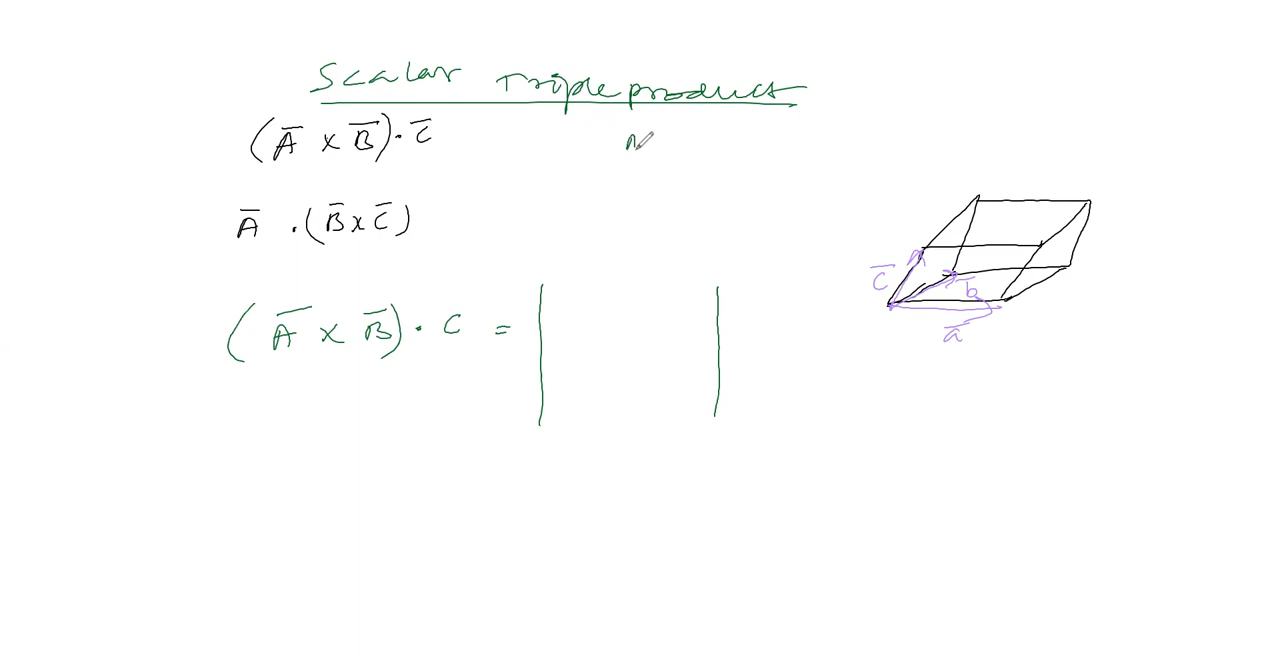 Scalar Triple product
(A̅ × B̅) · C̅
A̅ · (B̅ × C̅)
(A̅ × B̅) · C =
c̅
b̅
a̅